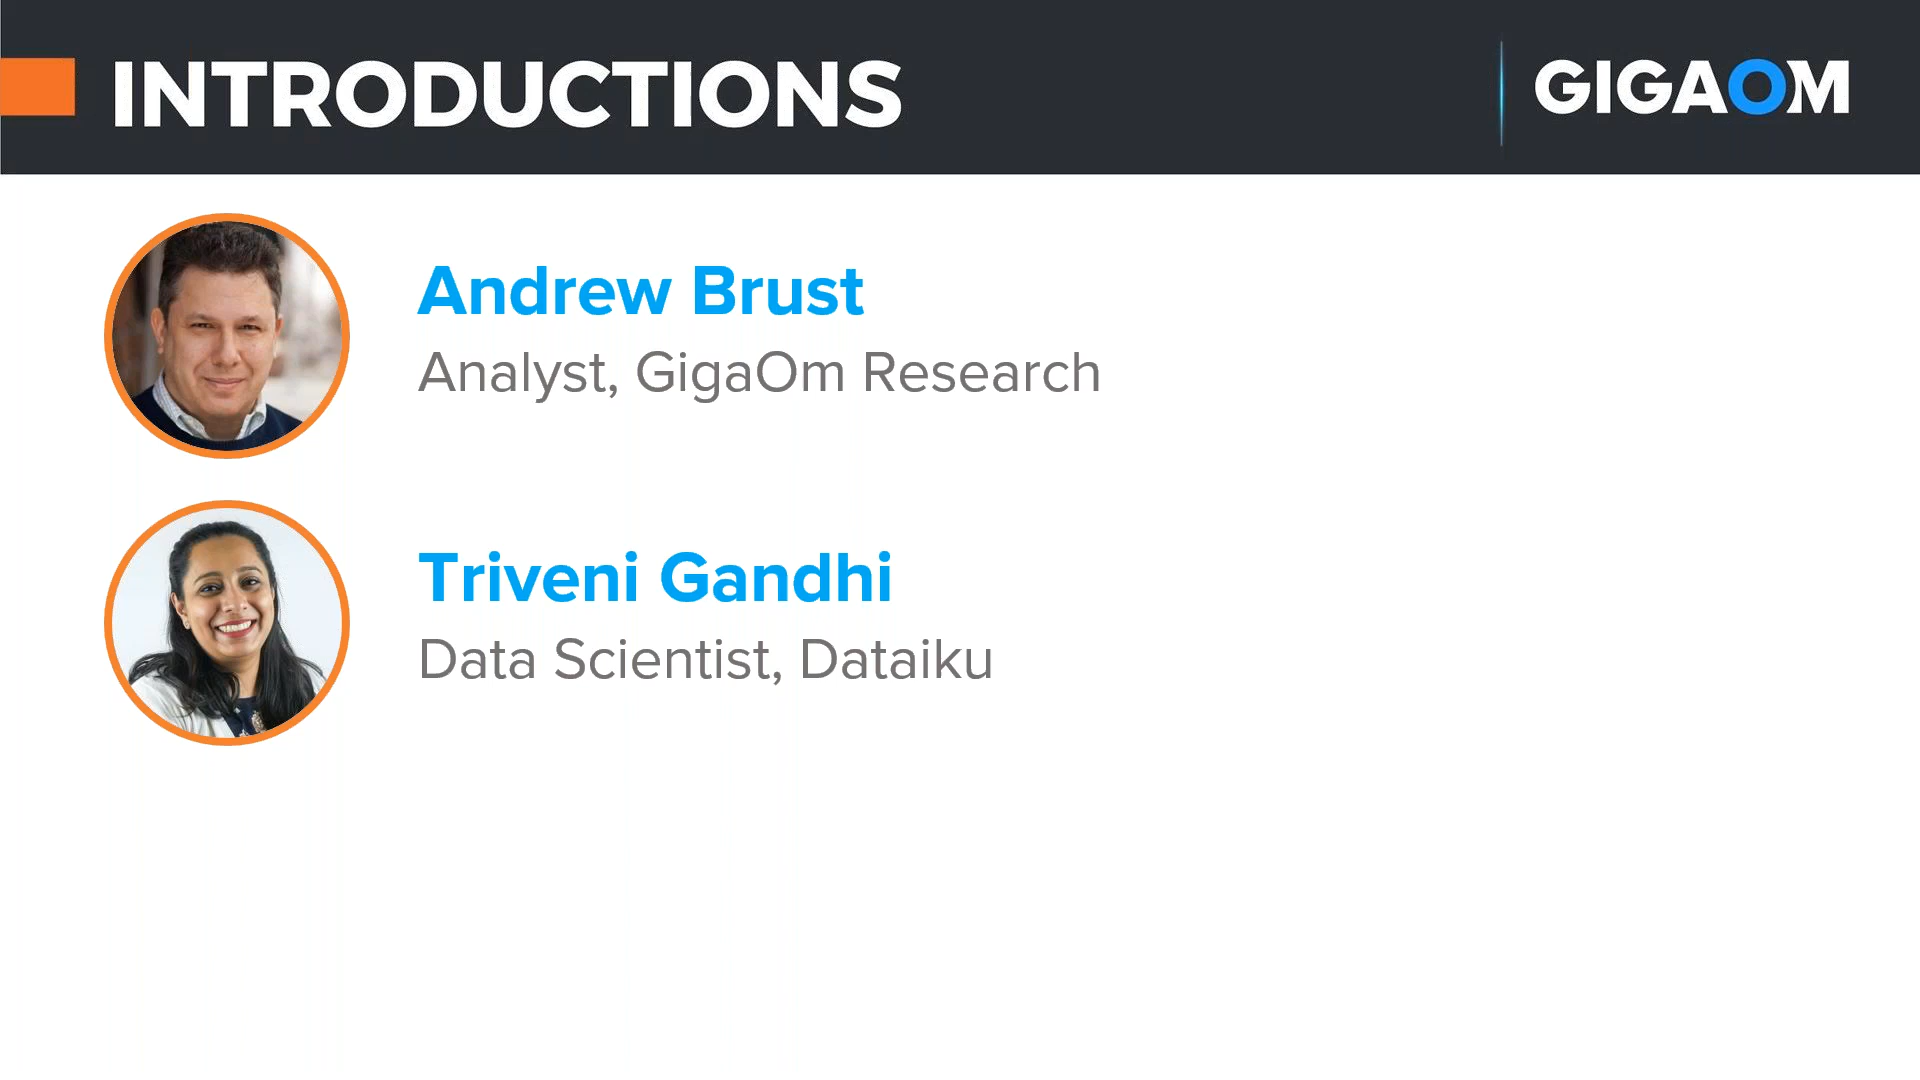 INTRODUCTIONS
GIGAOM
Andrew Brust
Analyst, GigaOm Research
Triveni Gandhi
Data Scientist, Dataiku